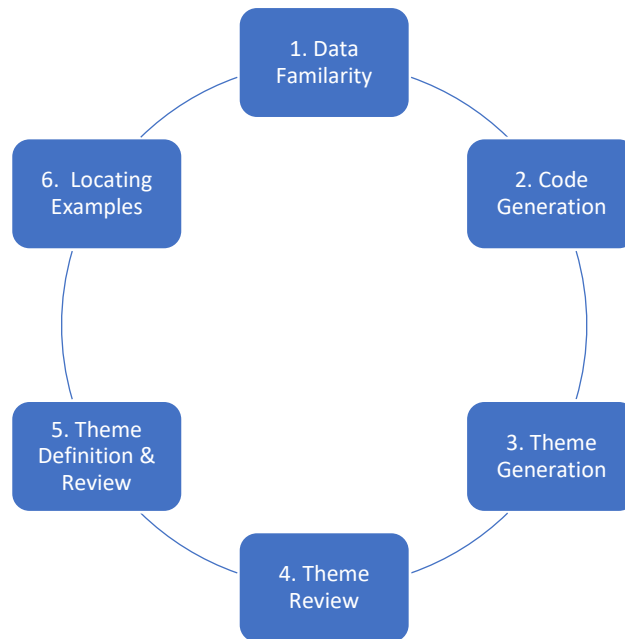 1. Data
Familarity
2. Code
Generation
3. Theme
Generation
4. Theme
Review
5. Theme
Definition &
Review
6. Locating
Examples